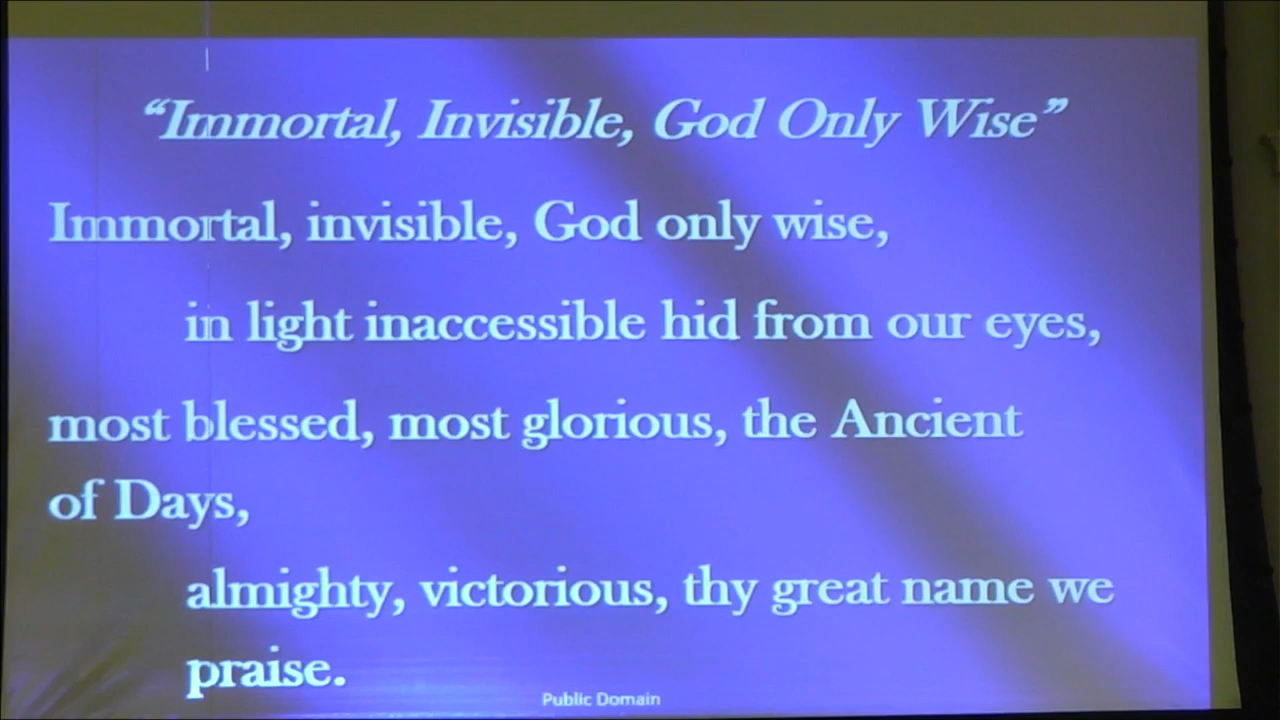 “Immortal, Invisible, God Only Wise”
Immortal, invisible, God only wise,
in light inaccessible hid from our eyes,
most blessed, most glorious, the Ancient
of Days,
almighty, victorious, thy great name we
praise.
Public Domain